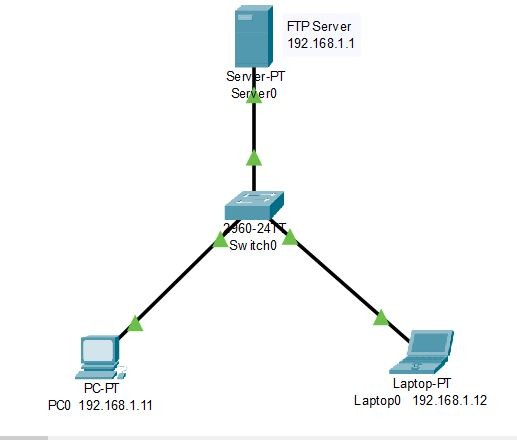 FTP Server
192.168.1.1
Server-PT
Server0
2960-24TT
Switch0
PC-PT
PC0 192.168.1.11
Laptop-PT
Laptop0 192.168.1.12